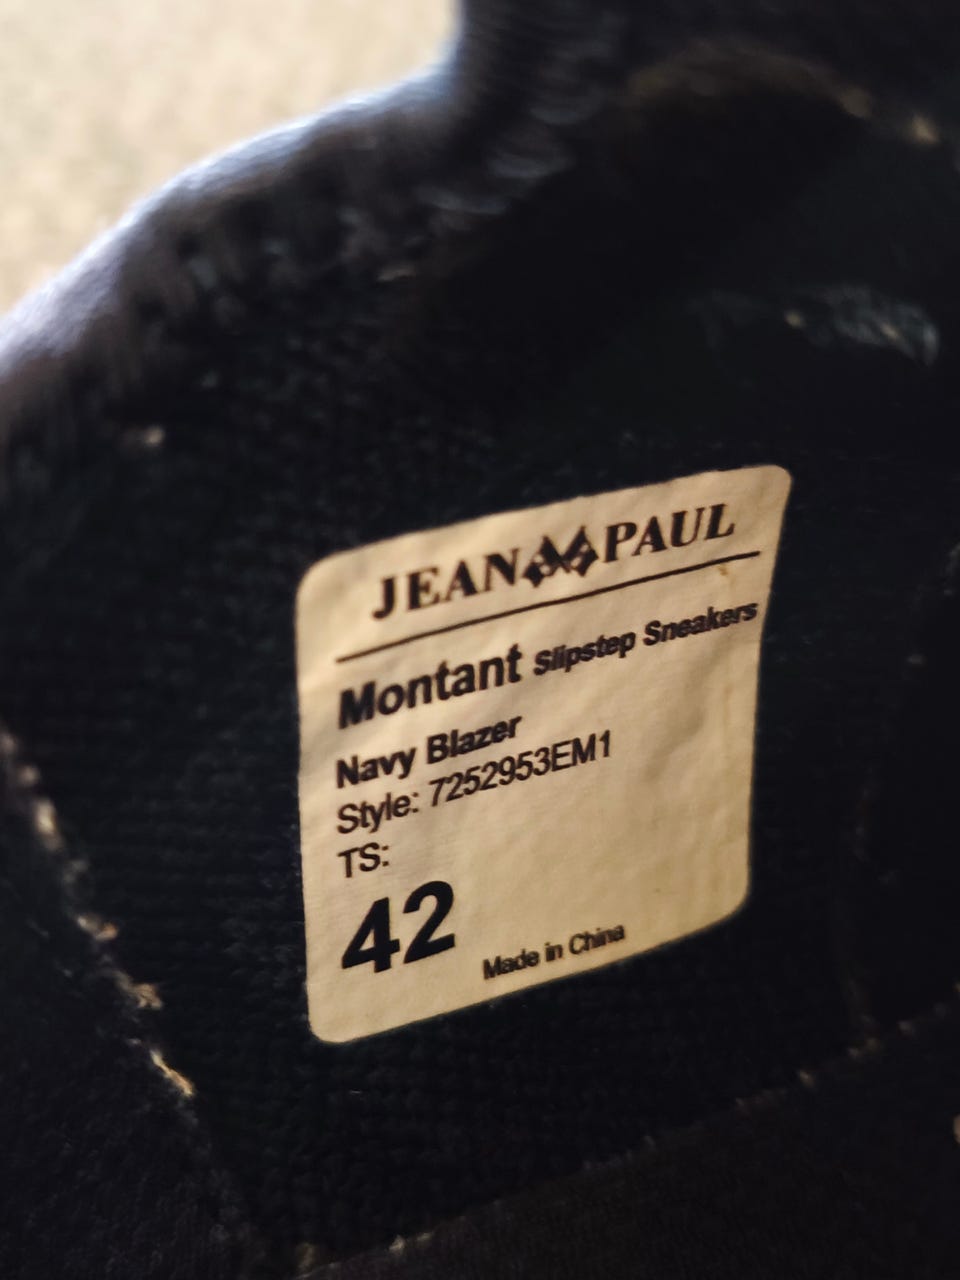 JEAN PAUL
Montant Slipstep Sneakers
Navy Blazer
Style: 7252953EM1
TS:
42
Made in China